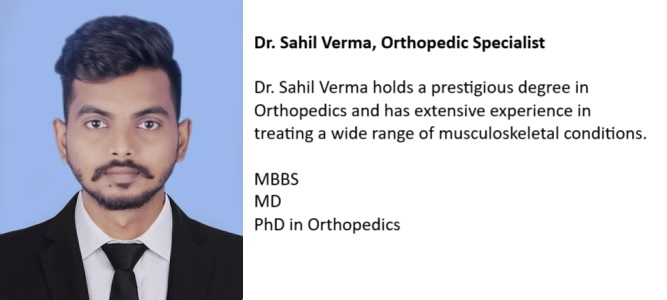 Dr. Sahil Verma, Orthopedic Specialist
Dr. Sahil Verma holds a prestigious degree in
Orthopedics and has extensive experience in
treating a wide range of musculoskeletal conditions.
MBBS
MD
PhD in Orthopedics